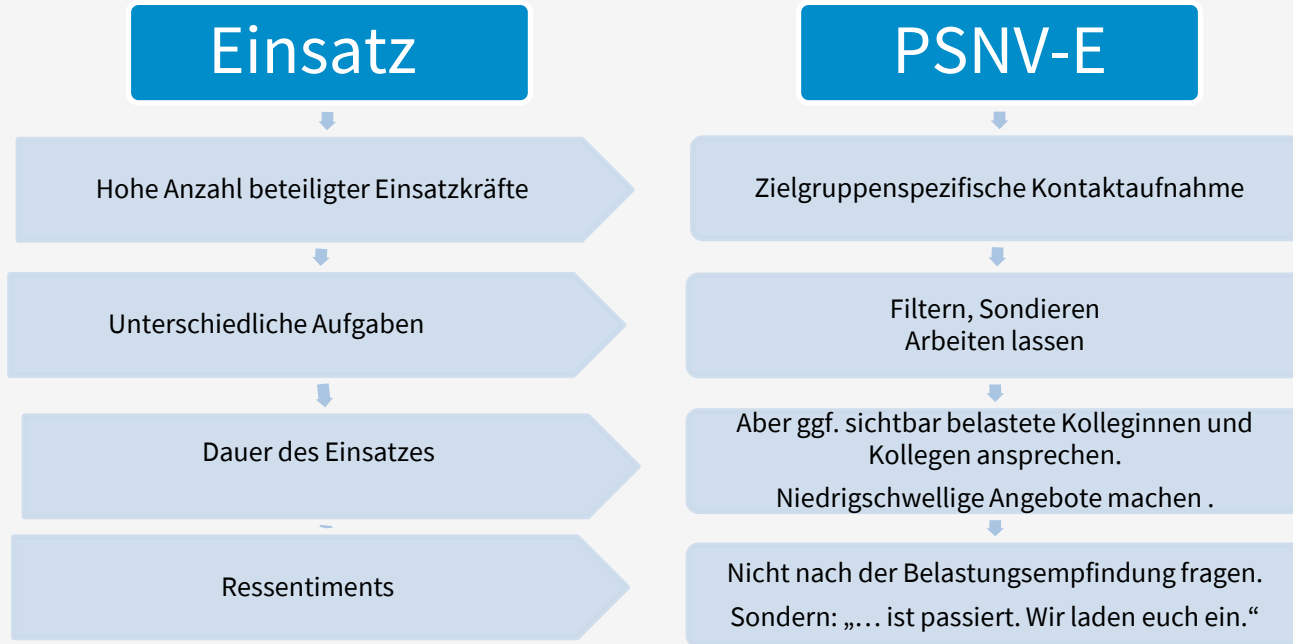 Einsatz
PSNV-E
Hohe Anzahl beteiligter Einsatzkräfte
Zielgruppenspezifische Kontaktaufnahme
Unterschiedliche Aufgaben
Filtern, Sondieren
Arbeiten lassen
Dauer des Einsatzes
Aber ggf. sichtbar belastete Kolleginnen und
Kollegen ansprechen.
Niedrigschwellige Angebote machen .
Ressentiments
Nicht nach der Belastungsempfindung fragen.
Sondern: „… ist passiert. Wir laden euch ein.“